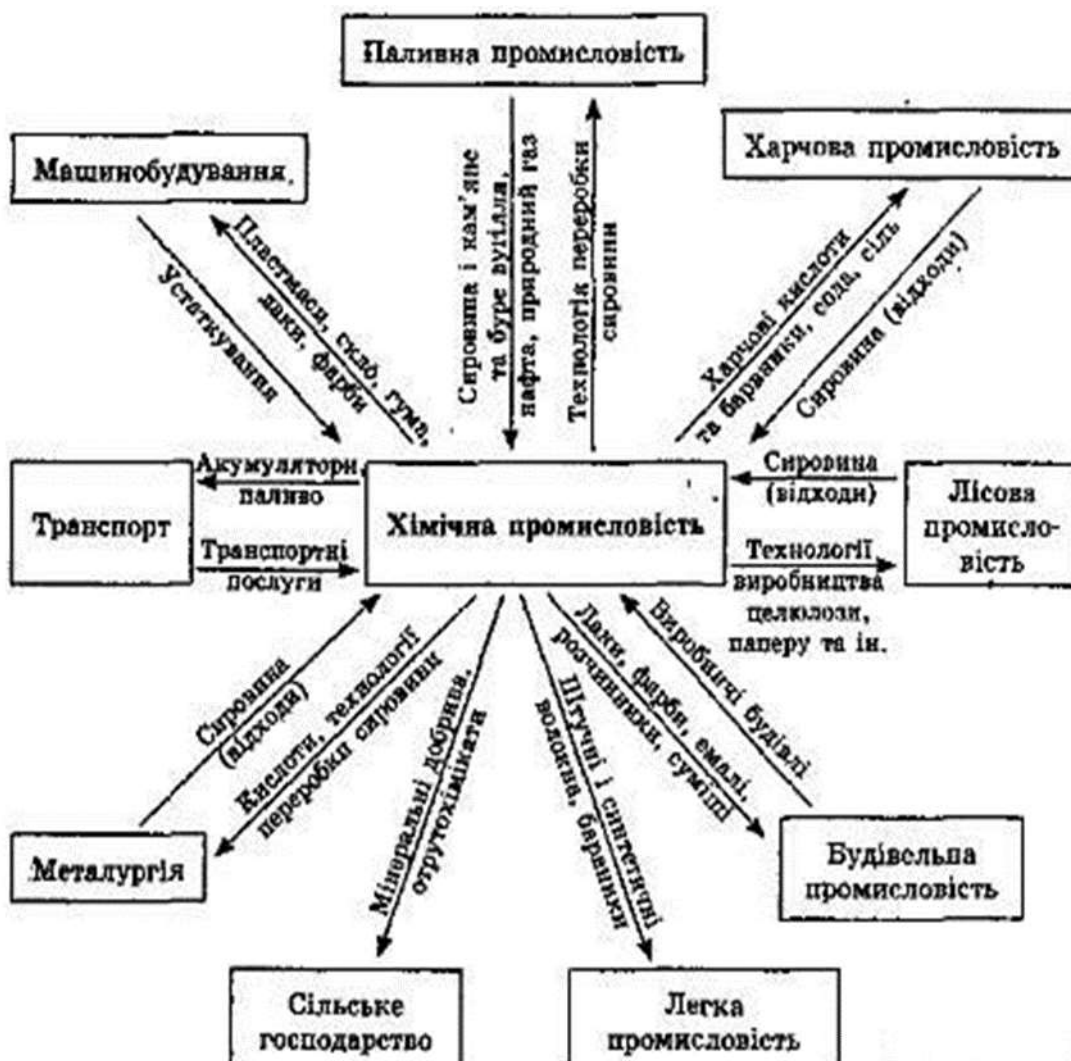 Паливна промисловість
Машинобудування
Харчова промисловість
Устаткування
Пластмаси, скло, гума,
лаки, фарби
Сировина і кам'яне
та буре вугілля,
нафта, природний газ
Технологія переробки
сировини
Харчові кислоти
та барвники, сода, сіль
Сировина (відходи)
Транспорт
Акумулятори,
паливо
Транспортні
послуги
Хімічна промисловість
Сировина
(відходи)
Технології
виробництва
целюлози,
паперу та ін.
Лісова
промисло-
вість
Сировина
(відходи)
Кислоти, технології
переробки сировини
Мінеральні добрива,
отрутохімікати
Штучні і синтетичні
волокна, барвники
Лаки, фарби, емалі,
розчинники, суміші
Виробничі будівлі
Металургія
Будівельна
промисловість
Сільське
господарство
Легка
промисловість